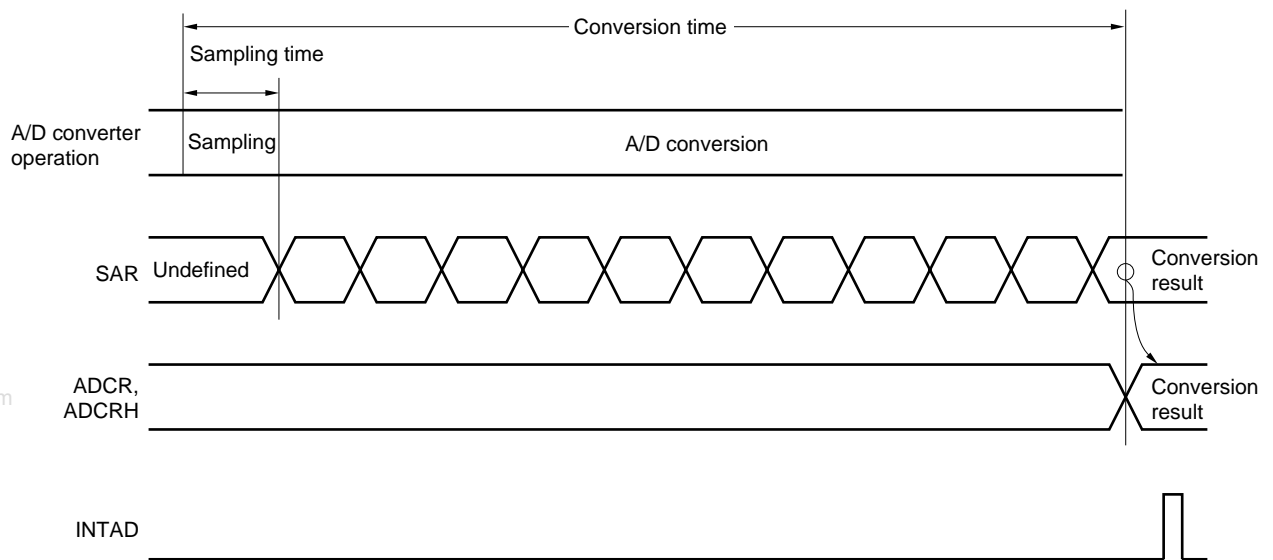 Conversion time
Sampling time
A/D converter
operation
Sampling
A/D conversion
SAR
Undefined
Conversion
result
ADCR,
ADCRH
Conversion
result
m
INTAD